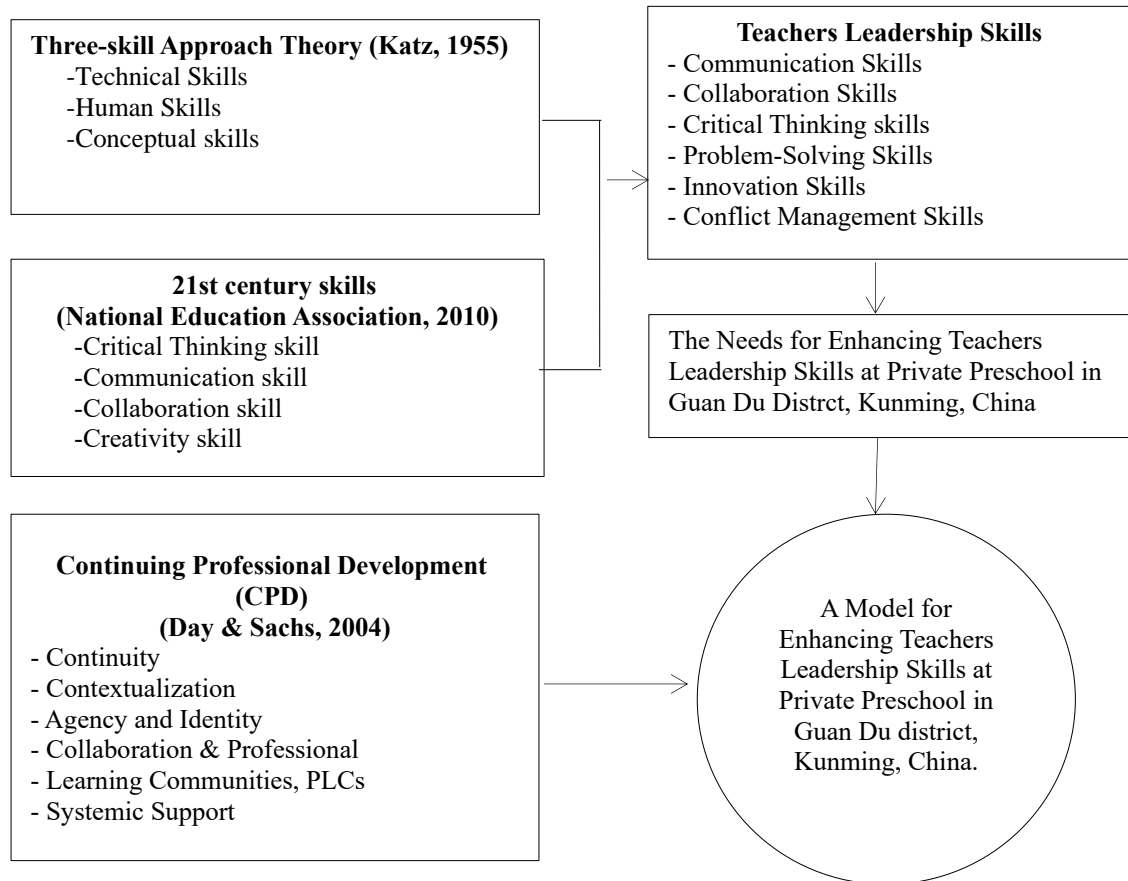 Three-skill Approach Theory (Katz, 1955)
-Technical Skills
-Human Skills
-Conceptual skills
21st century skills
(National Education Association, 2010)
-Critical Thinking skill
-Communication skill
-Collaboration skill
-Creativity skill
Continuing Professional Development
(CPD)
(Day & Sachs, 2004)
- Continuity
- Contextualization
- Agency and Identity
- Collaboration & Professional
- Learning Communities, PLCs
- Systemic Support
Teachers Leadership Skills
- Communication Skills
- Collaboration Skills
- Critical Thinking skills
- Problem-Solving Skills
- Innovation Skills
- Conflict Management Skills
The Needs for Enhancing Teachers
Leadership Skills at Private Preschool in
Guan Du Distrct, Kunming, China
A Model for
Enhancing Teachers
Leadership Skills at
Private Preschool in
Guan Du district,
Kunming, China.